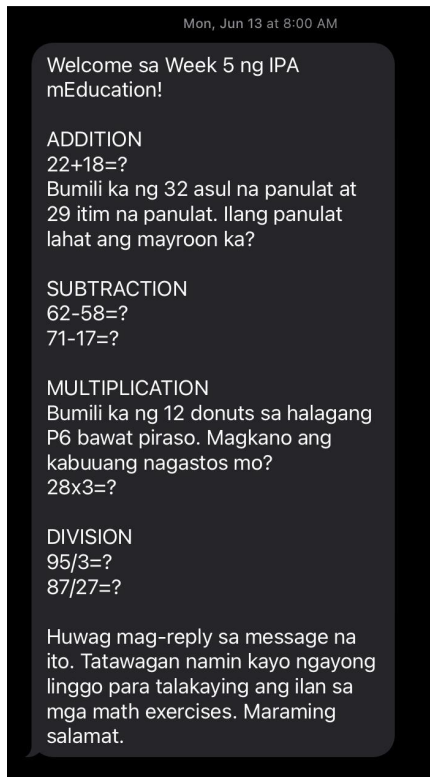 Mon, Jun 13 at 8:00 AM
Welcome sa Week 5 ng IPA
mEducation!
ADDITION
22+18=?
Bumili ka ng 32 asul na panulat at
29 itim na panulat. Ilang panulat
lahat ang mayroon ka?
SUBTRACTION
62-58=?
71-17=?
MULTIPLICATION
Bumili ka ng 12 donuts sa halagang
P6 bawat piraso. Magkano ang
kabuuang nagastos mo?
28x3=?
DIVISION
95/3=?
87/27=?
Huwag mag-reply sa message na
ito. Tatawagan namin kayo ngayong
linggo para talakaying ang ilan sa
mga math exercises. Maraming
salamat.